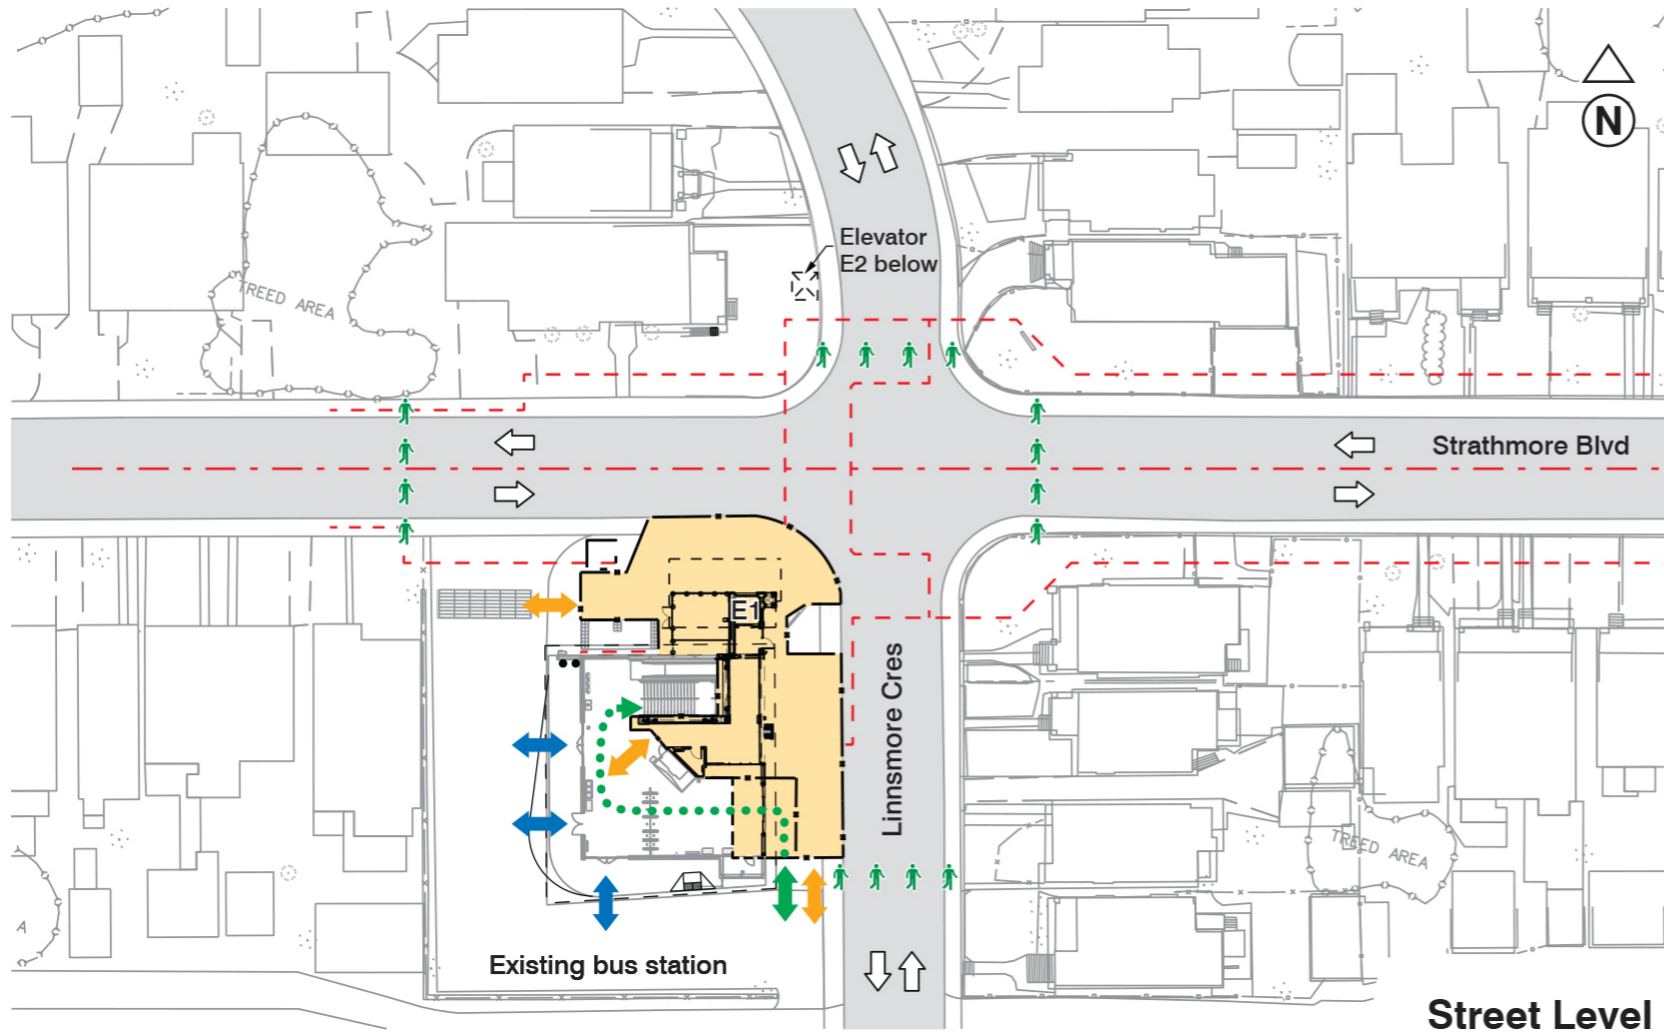 N
Elevator
E2 below
TREED AREA
Strathmore Blvd
E1
Linnsmore Cres
TREED AREA
A
Existing bus station
Street Level